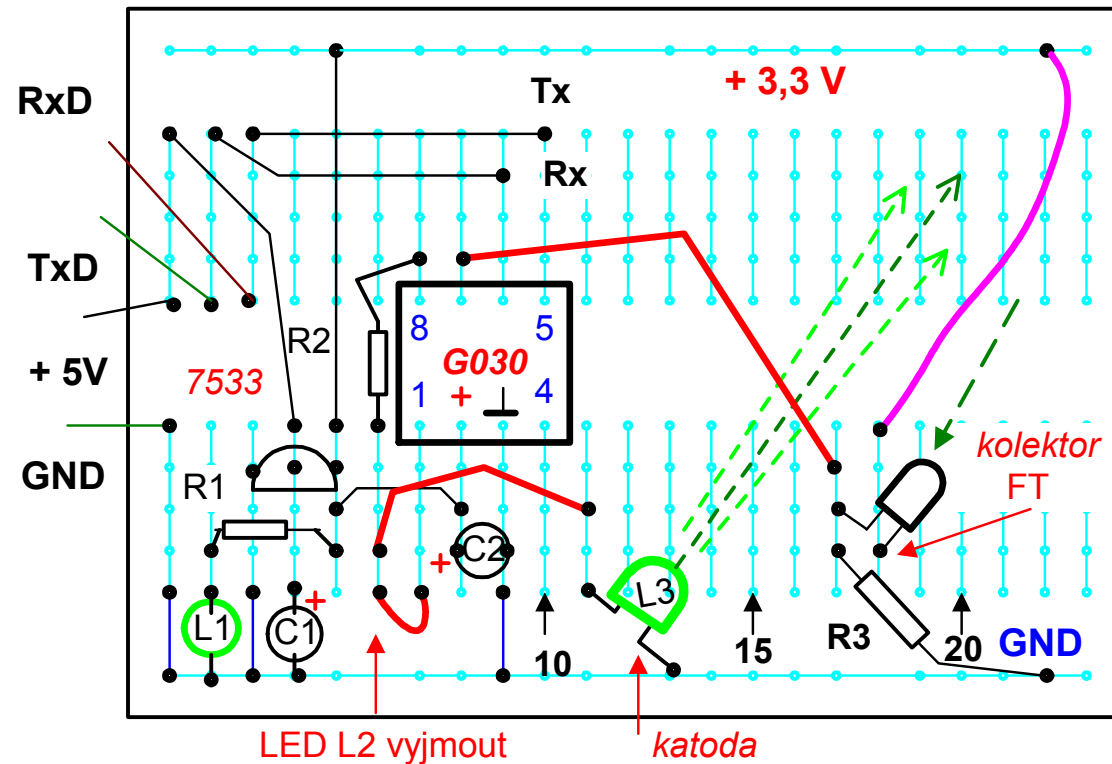 + 3,3 V
Tx
RxD
Rx
TxD
R2
8 5
G030
+ 5V
7533
1 + 4
kolektor
FT
GND
R1
C2
+
L3
+
L1
C1
10
15
R3
20
GND
LED L2 vyjmout
katoda